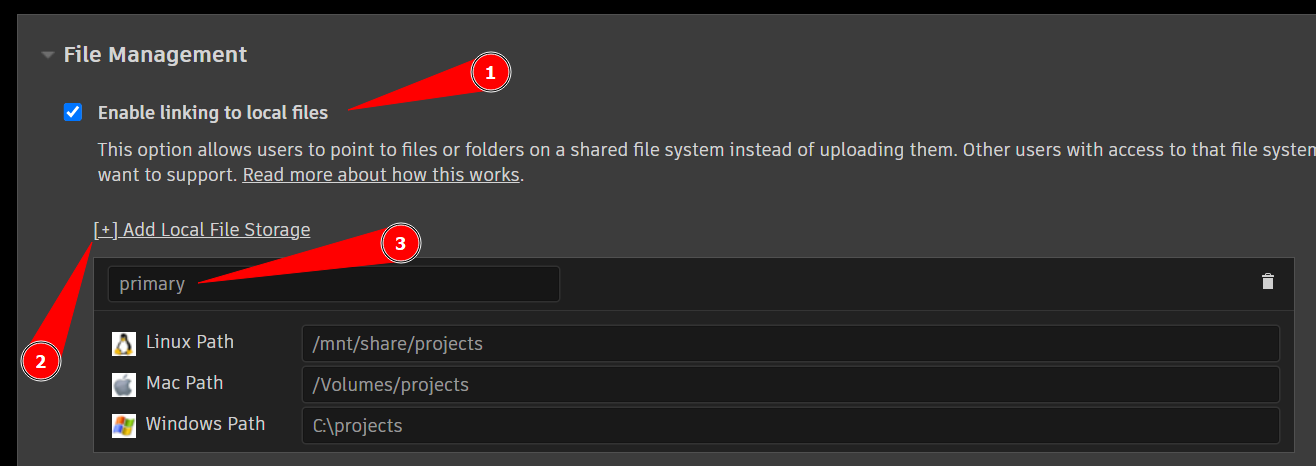 File Management
1
Enable linking to local files
This option allows users to point to files or folders on a shared file system instead of uploading them. Other users with access to that file system
want to support. Read more about how this works.
[+] Add Local File Storage
3
primary
2
Linux Path
/mnt/share/projects
Mac Path
/Volumes/projects
Windows Path
C:\projects